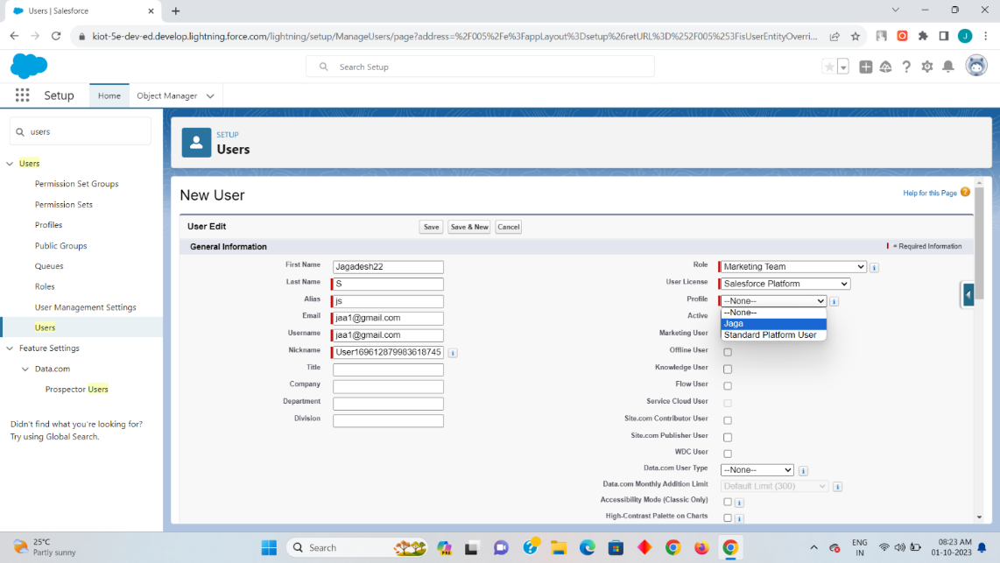 Users | Salesforce
kiot-5e-dev-ed.develop.lightning.force.com/lightning/setup/ManageUsers/page?address=%2F005%2Fe%3FappLayout%3Dsetup%26retURL%3D%252F005%253FisUserEntityOverri...
J
Search Setup
Setup
Home
Object Manager
users
Users
Permission Set Groups
Permission Sets
Profiles
Public Groups
Queues
Roles
User Management Settings
Users
Feature Settings
Data.com
Prospector Users
Didn't find what you're looking for?
Try using Global Search.
SETUP
Users
New User
Help for this Page ?
User Edit
Save
Save & New
Cancel
General Information
= Required Information
First Name Jagadesh22
Last Name S
Alias js
Email jaa1@gmail.com
Username jaa1@gmail.com
Nickname User169612879983618745
Title
Company
Department
Division
Role Marketing Team
User License Salesforce Platform
Profile --None--
--None--
Jaga
Standard Platform User
Active
Marketing User
Offline User
Knowledge User
Flow User
Service Cloud User
Site.com Contributor User
Site.com Publisher User
WDC User
Data.com User Type --None--
Data.com Monthly Addition Limit Default Limit (300)
Accessibility Mode (Classic Only)
High-Contrast Palette on Charts
25°C
Partly sunny
Search
PRE
ENG
IN
08:23 AM
01-10-2023